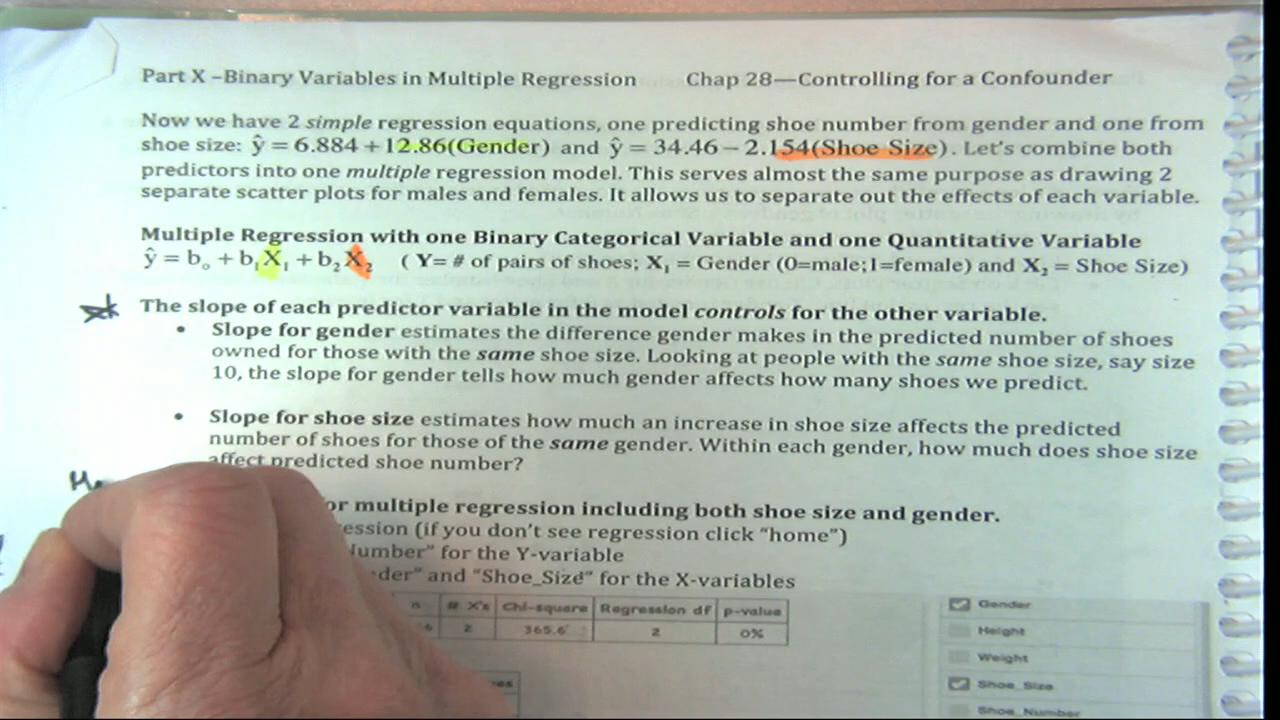 Part X –Binary Variables in Multiple Regression Chap 28—Controlling for a Confounder
Now we have 2 simple regression equations, one predicting shoe number from gender and one from
shoe size: ŷ = 6.884 + 12.86(Gender) and ŷ = 34.46 − 2.154(Shoe Size). Let's combine both
predictors into one multiple regression model. This serves almost the same purpose as drawing 2
separate scatter plots for males and females. It allows us to separate out the effects of each variable.
Multiple Regression with one Binary Categorical Variable and one Quantitative Variable
ŷ = b₀ + b₁X₁ + b₂X₂ ( Y= # of pairs of shoes; X₁ = Gender (0=male;1=female) and X₂ = Shoe Size)
The slope of each predictor variable in the model controls for the other variable.
• Slope for gender estimates the difference gender makes in the predicted number of shoes
owned for those with the same shoe size. Looking at people with the same shoe size, say size
10, the slope for gender tells how much gender affects how many shoes we predict.
• Slope for shoe size estimates how much an increase in shoe size affects the predicted
number of shoes for those of the same gender. Within each gender, how much does shoe size
affect predicted shoe number?
or multiple regression including both shoe size and gender.
ession (if you don't see regression click "home")
Number" for the Y-variable
der" and "Shoe_Size" for the X-variables
n # X's Chi-square Regression df p-value
6 2 365.6 2 0%
Gender
Height
Weight
Shoe_Size
Shoe_Number